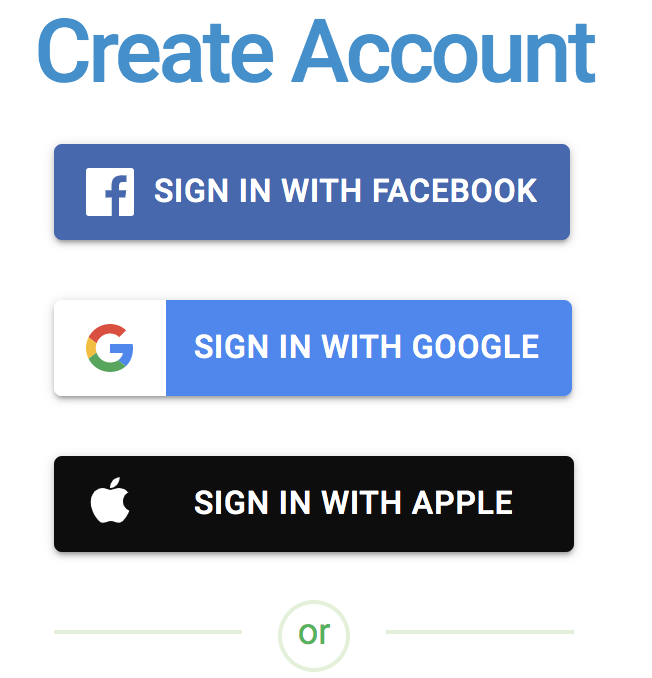 Create Account
SIGN IN WITH FACEBOOK
SIGN IN WITH GOOGLE
SIGN IN WITH APPLE
or